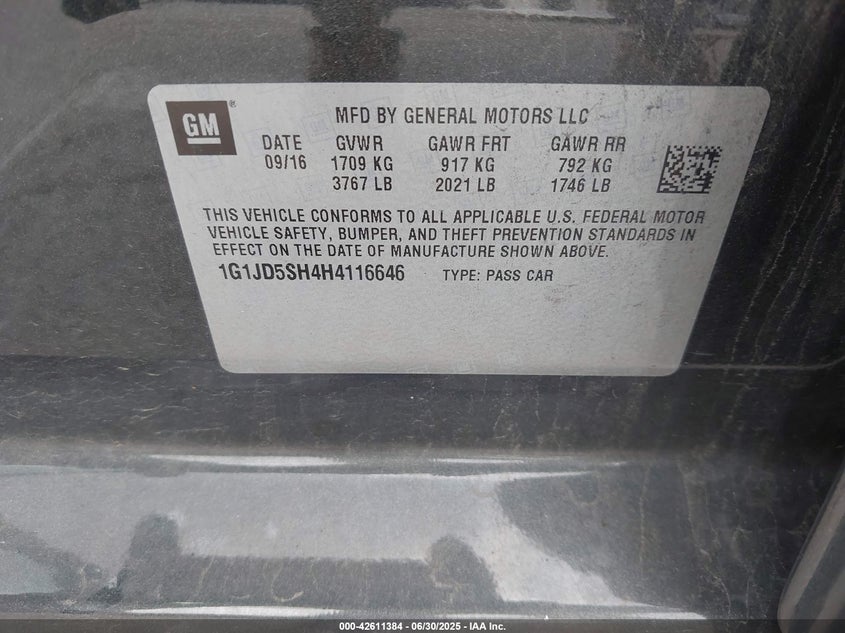 GM ®
MFD BY GENERAL MOTORS LLC
DATE GVWR GAWR FRT GAWR RR
09/16 1709 KG 917 KG 792 KG
3767 LB 2021 LB 1746 LB
THIS VEHICLE CONFORMS TO ALL APPLICABLE U.S. FEDERAL MOTOR
VEHICLE SAFETY, BUMPER, AND THEFT PREVENTION STANDARDS IN
EFFECT ON THE DATE OF MANUFACTURE SHOWN ABOVE.
1G1JD5SH4H4116646 TYPE: PASS CAR
000-42611384 - 06/30/2025 - IAA Inc.